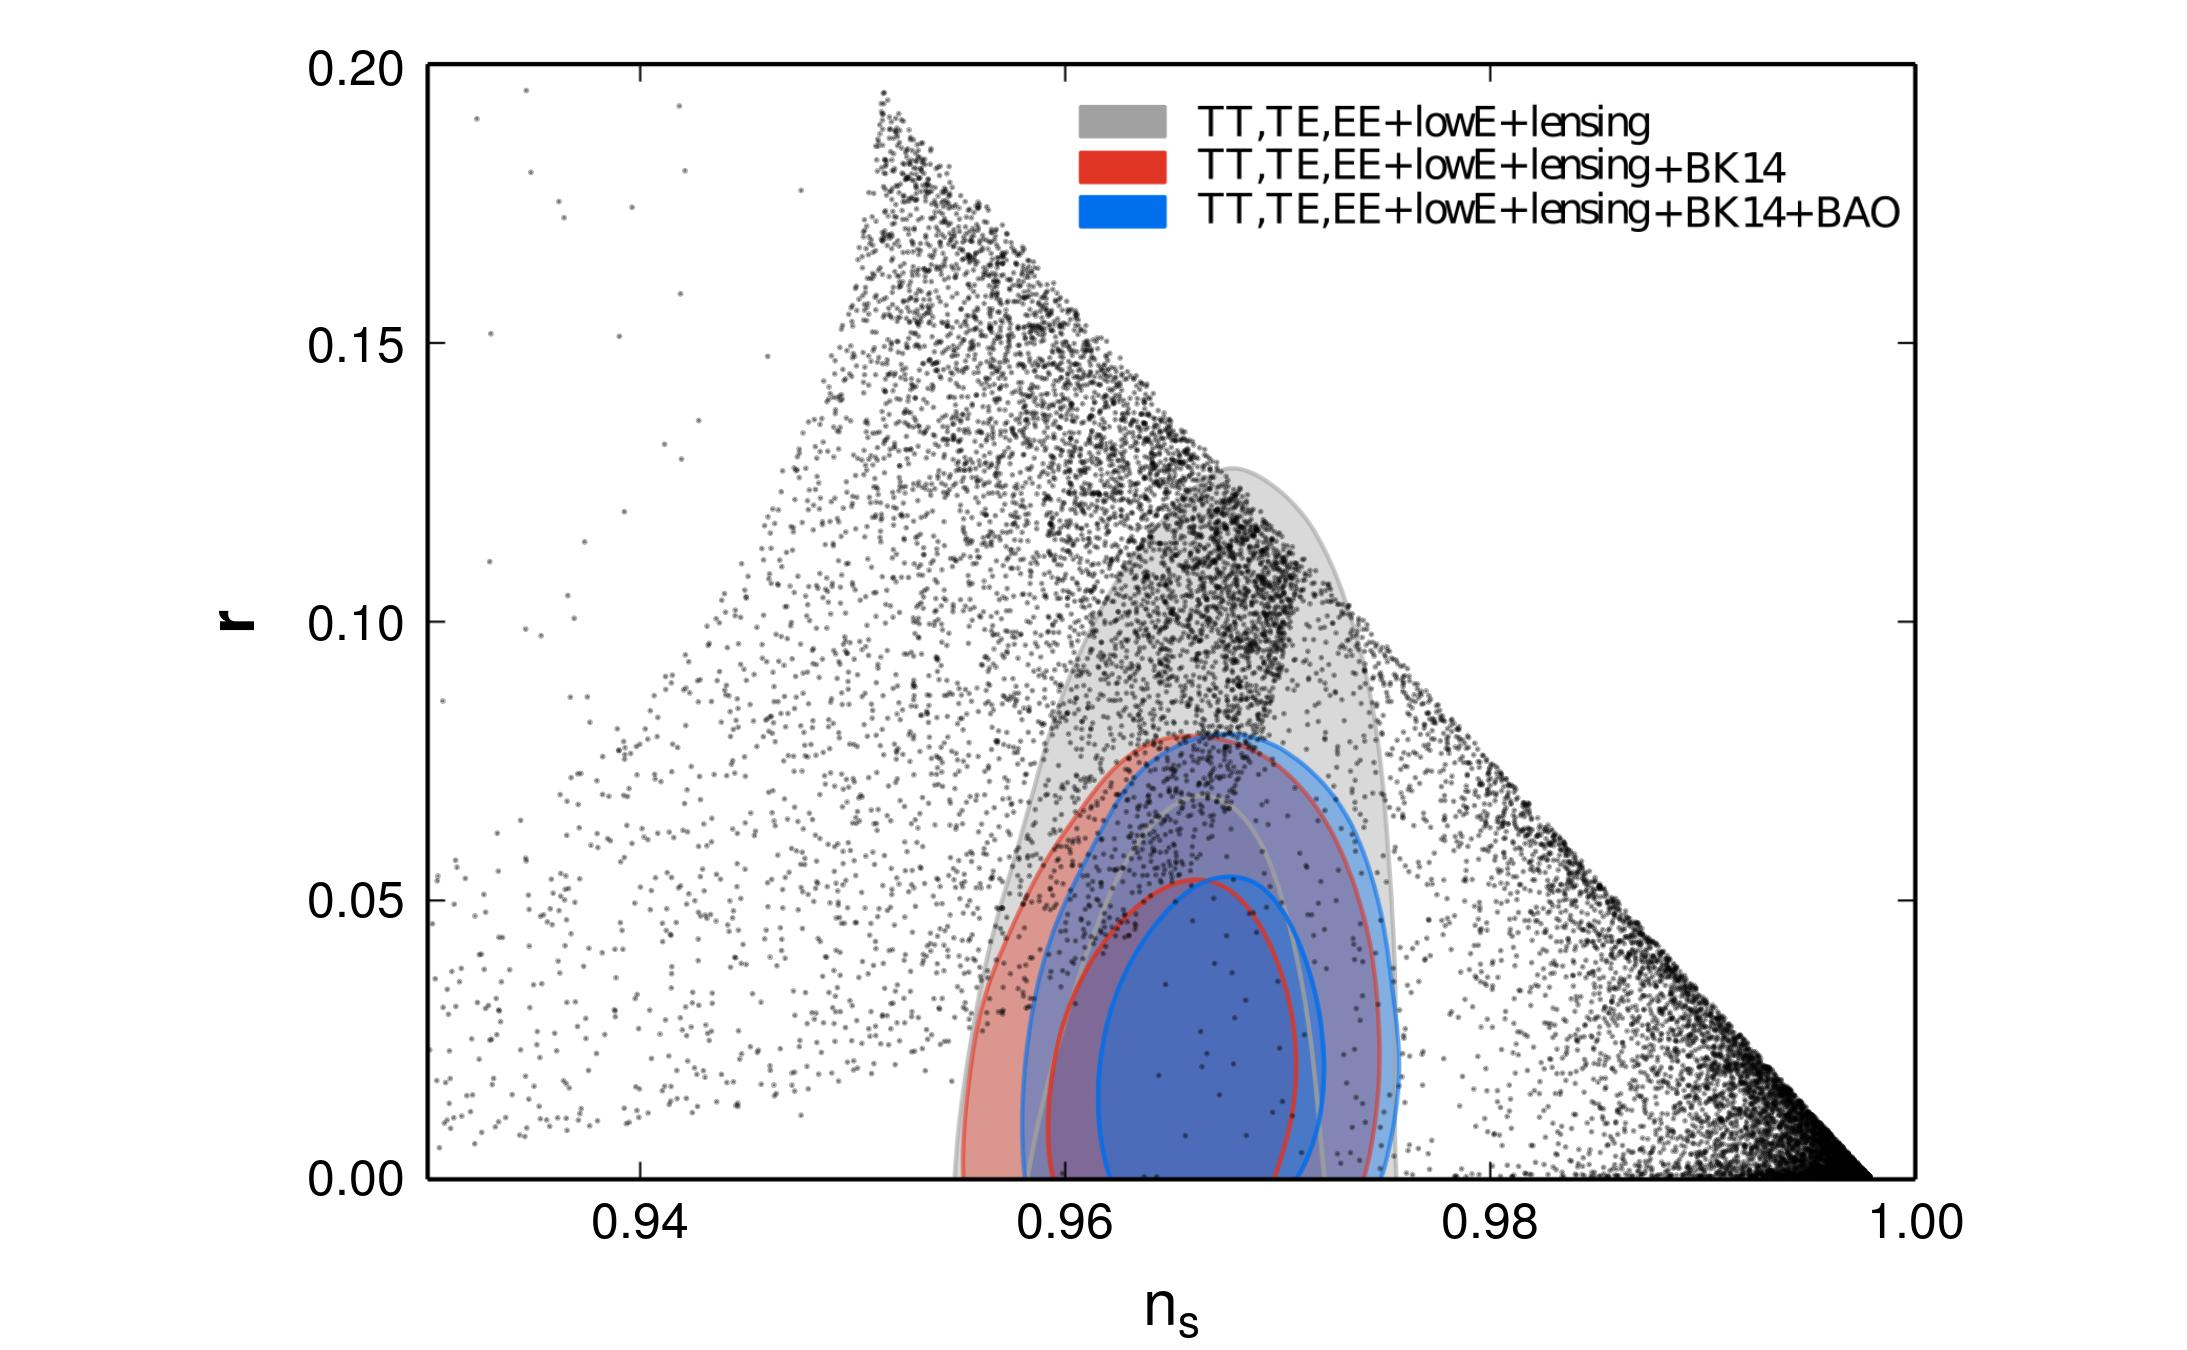 0.20
TT,TE,EE+lowE+lensing
TT,TE,EE+lowE+lensing+BK14
TT,TE,EE+lowE+lensing+BK14+BAO
0.15
r
0.10
0.05
0.00
0.94 0.96 0.98 1.00
ns